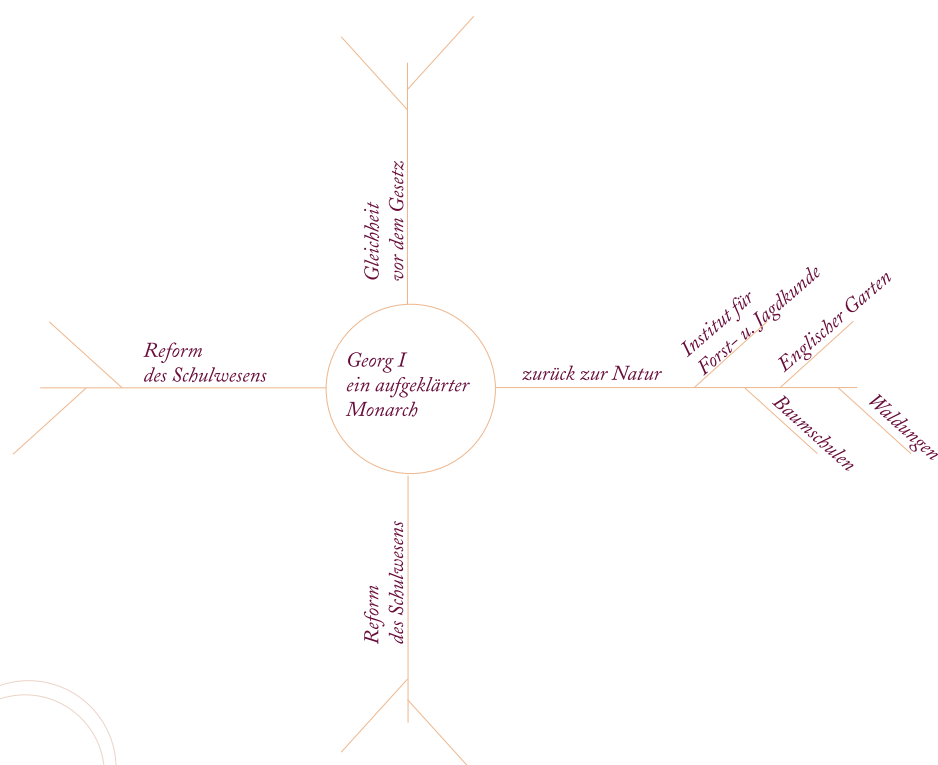 Gleichheit
vor dem Gesetz
Reform
des Schulwesens
Georg I
ein aufgeklärter
Monarch
zurück zur Natur
Institut für
Forst- u. Jagdkunde
Englischer Garten
Baumschulen
Waldungen
Reform
des Schulwesens